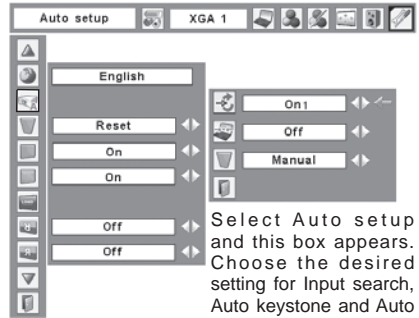 Auto setup
XGA 1
English
Reset
On
On
Off
Off
On1
Off
Manual
Select Auto setup
and this box appears.
Choose the desired
setting for Input search,
Auto keystone and Auto